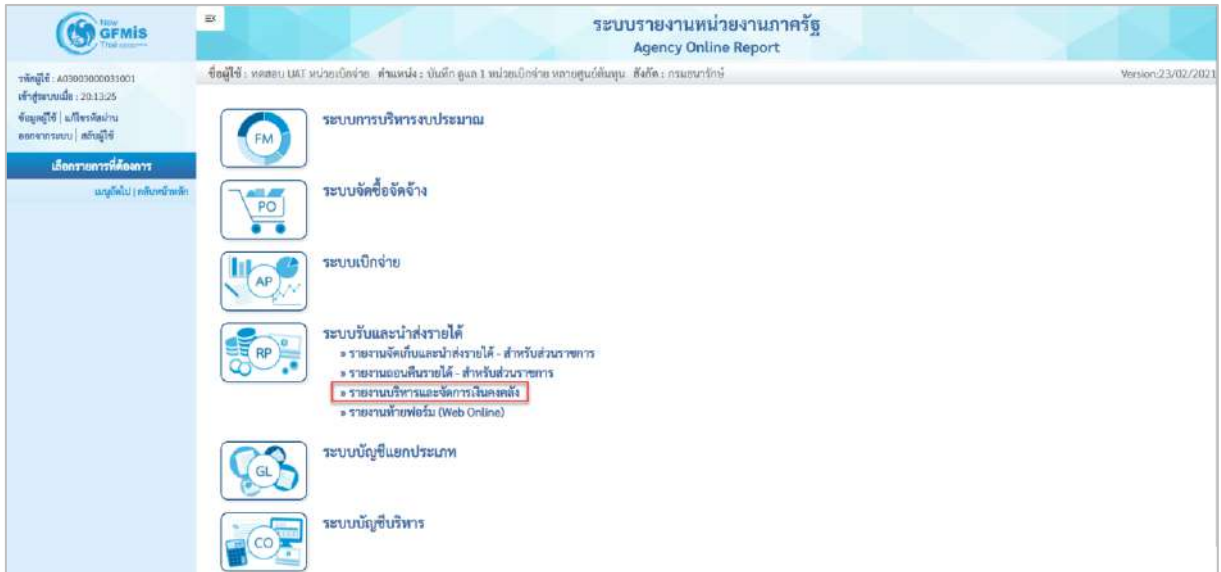 New
GFMIS
Thai
ระบบรายงานหน่วยงานภาครัฐ
Agency Online Report
รหัสผู้ใช้ : A03003000031001
เข้าสู่ระบบเมื่อ : 20:13:25
ข้อมูลผู้ใช้ | แก้ไขรหัสผ่าน
ออกจากระบบ | สลับผู้ใช้
เลือกรายการที่ต้องการ
เมนูถัดไป | กลับหน้าหลัก
ชื่อผู้ใช้ : ทดสอบ UAT หน่วยเบิกจ่าย ตำแหน่ง : บันทึก ดูแล 1 หน่วยเบิกจ่าย หลายศูนย์ต้นทุน สังกัด : กรมธนารักษ์
Version:23/02/2021
FM
ระบบการบริหารงบประมาณ
PO
ระบบจัดซื้อจัดจ้าง
AP
ระบบเบิกจ่าย
RP
ระบบรับและนำส่งรายได้
» รายงานจัดเก็บและนำส่งรายได้ - สำหรับส่วนราชการ
» รายงานถอนคืนรายได้ - สำหรับส่วนราชการ
» รายงานบริหารและจัดการเงินคงคลัง
» รายงานท้ายฟอร์ม (Web Online)
GL
ระบบบัญชีแยกประเภท
CO
ระบบบัญชีบริหาร